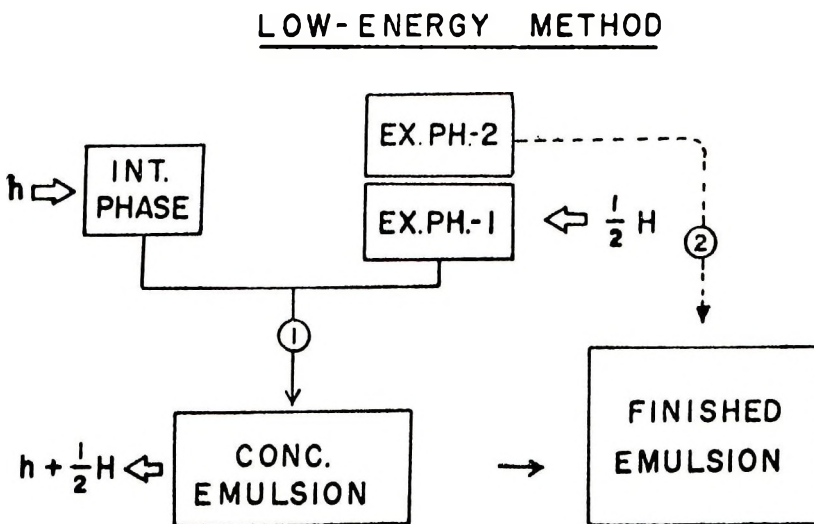 LOW-ENERGY METHOD
EX. PH.-2
h
INT.
PHASE
EX. PH.-1
1/2 H
2
1
FINISHED
EMULSION
h + 1/2 H
CONC.
EMULSION